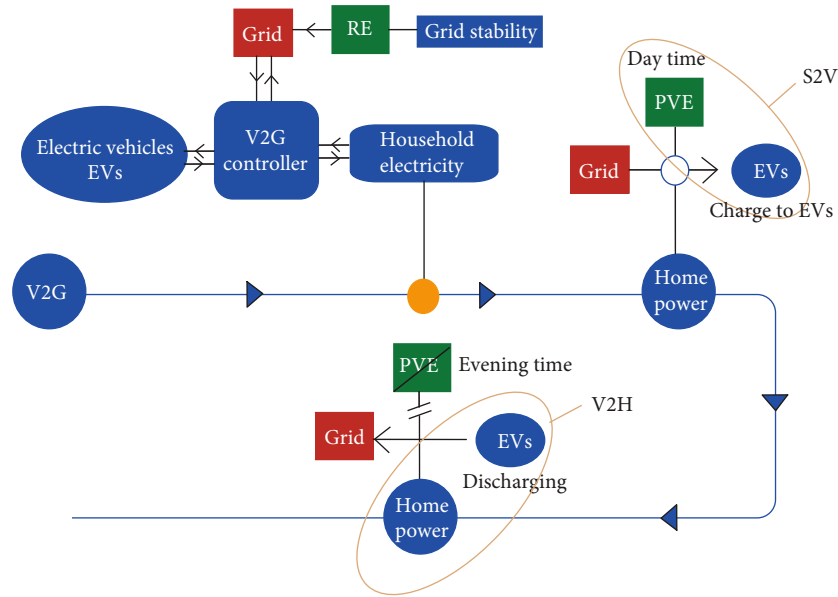 Grid
RE
Grid stability
Electric vehicles
EVs
V2G
controller
Household
electricity
Day time
S2V
PVE
Grid
EVs
Charge to EVs
V2G
Home
power
PVE
Evening time
V2H
Grid
EVs
Discharging
Home
power